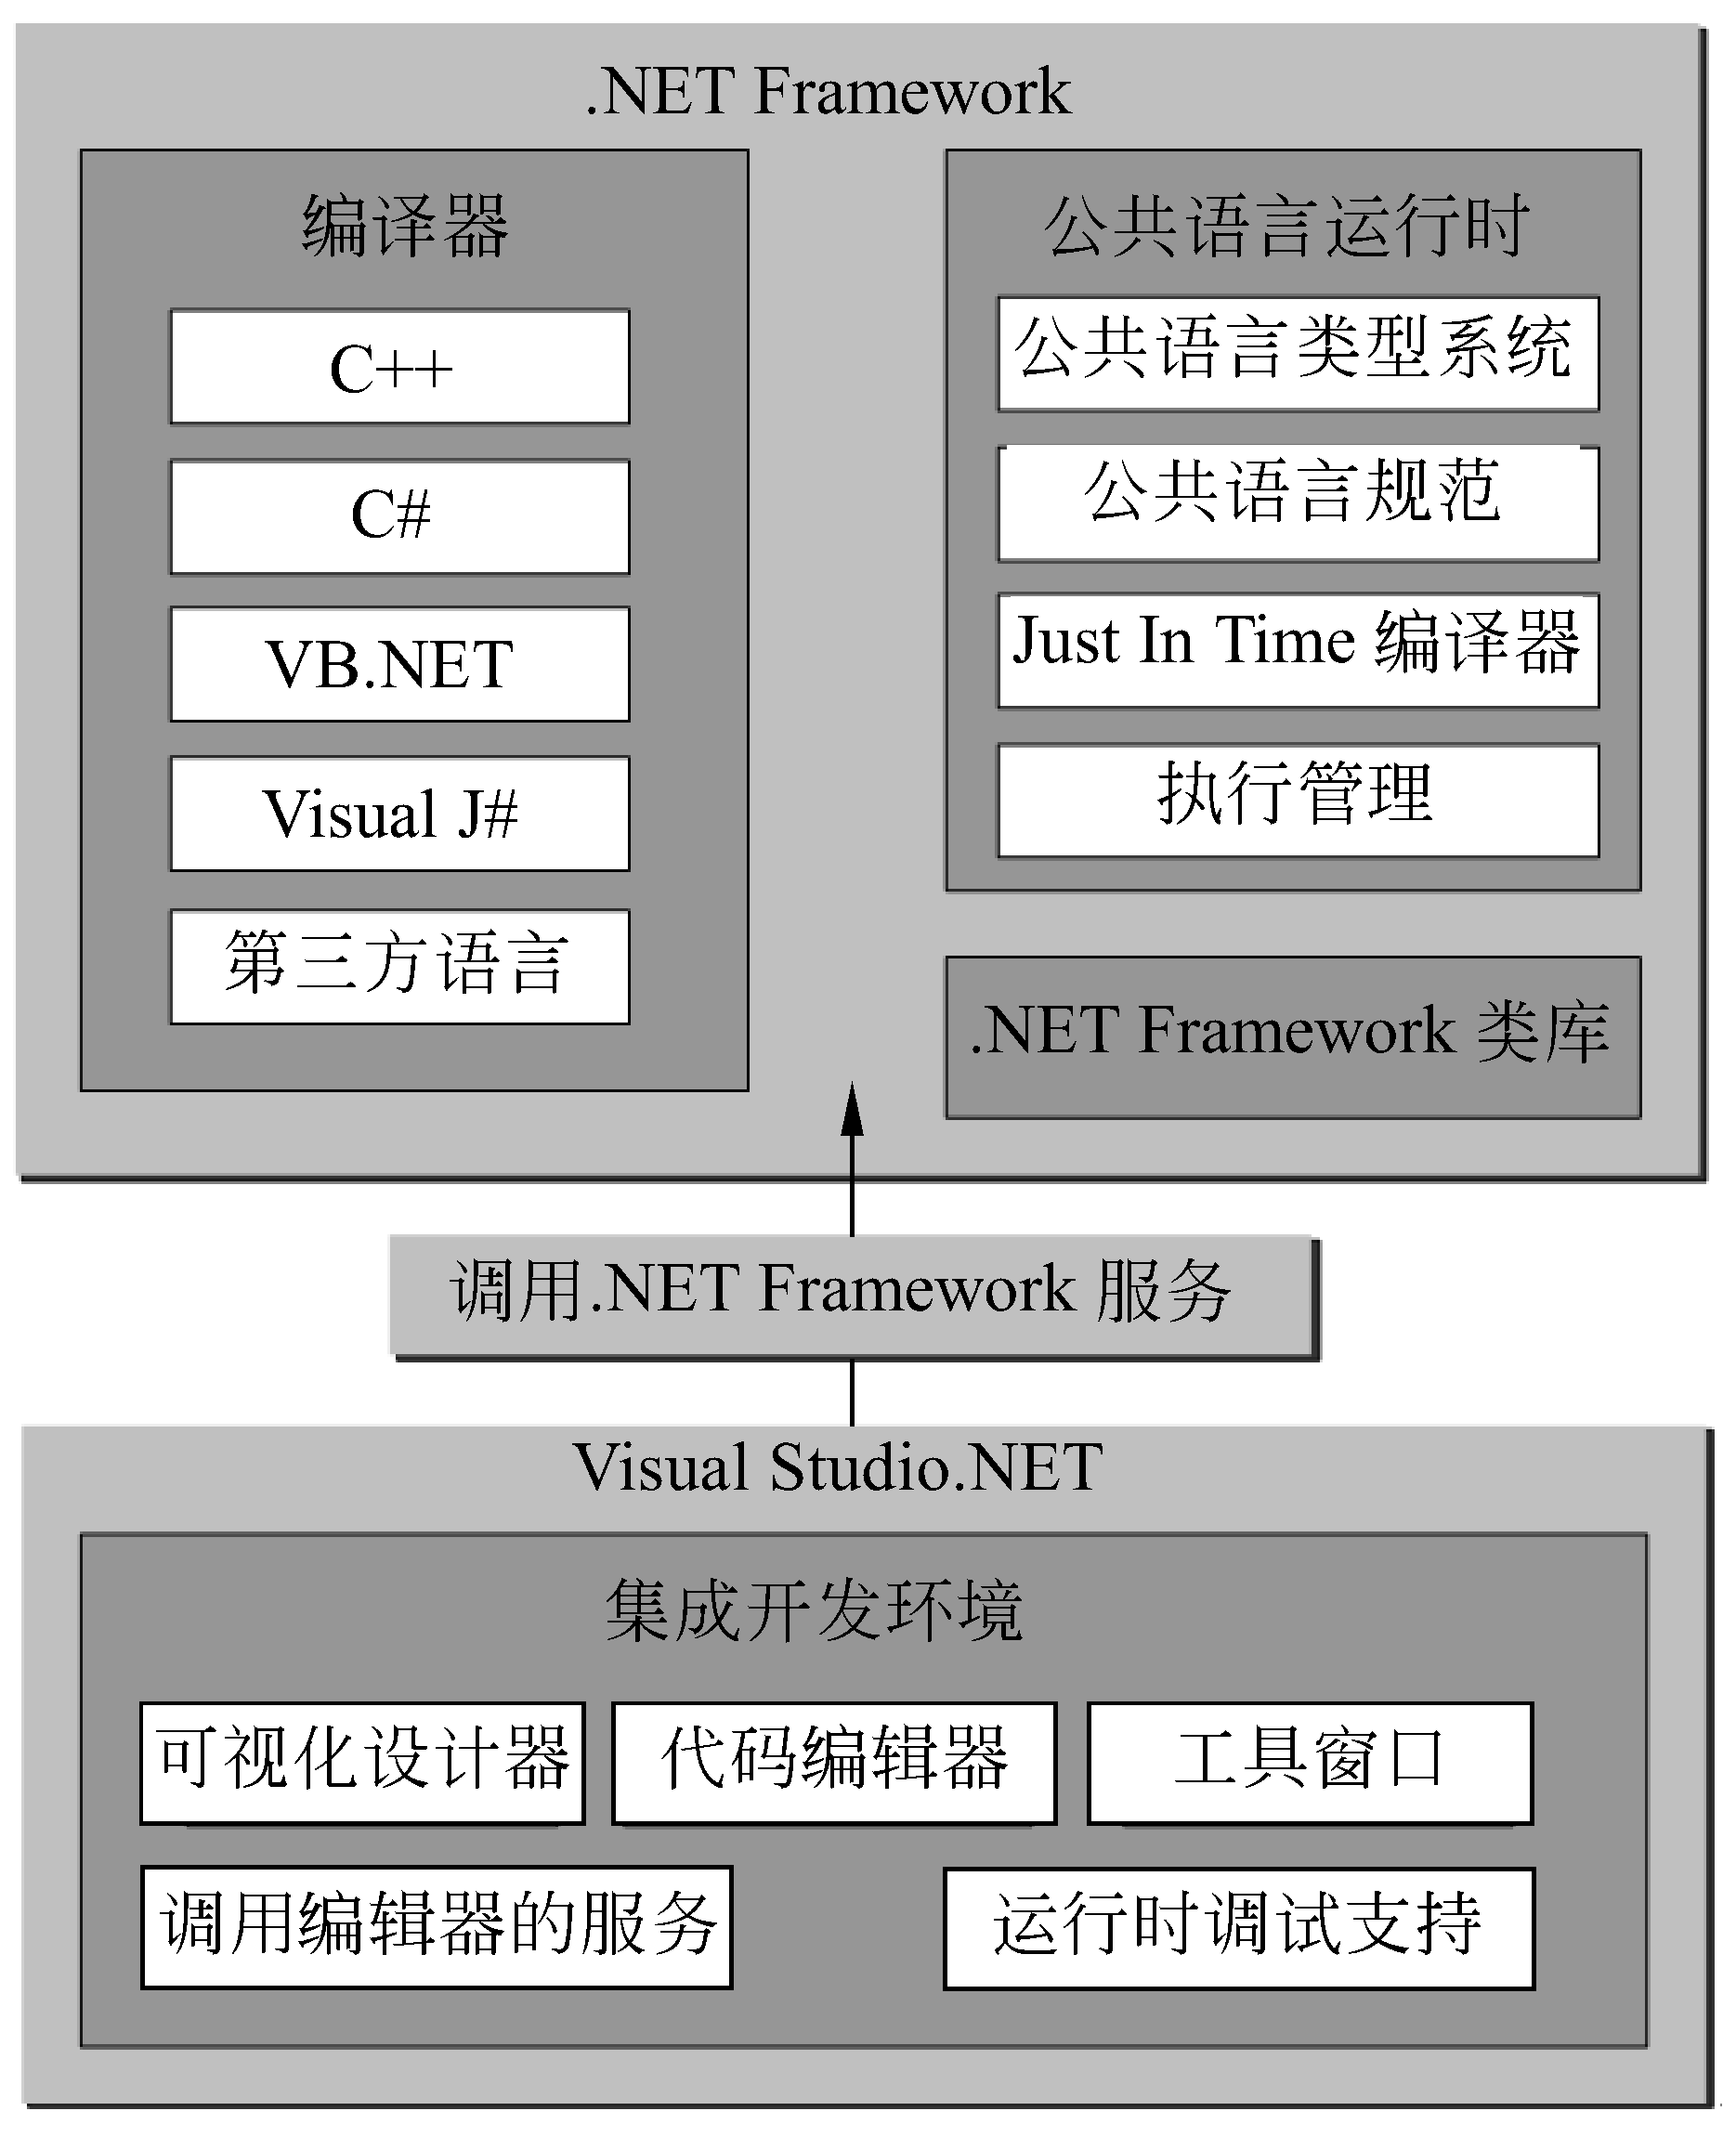 .NET Framework
编译器
C++
C#
VB.NET
Visual J#
第三方语言
公共语言运行时
公共语言类型系统
公共语言规范
Just In Time 编译器
执行管理
.NET Framework 类库
调用.NET Framework 服务
Visual Studio.NET
集成开发环境
可视化设计器
代码编辑器
工具窗口
调用编辑器的服务
运行时调试支持